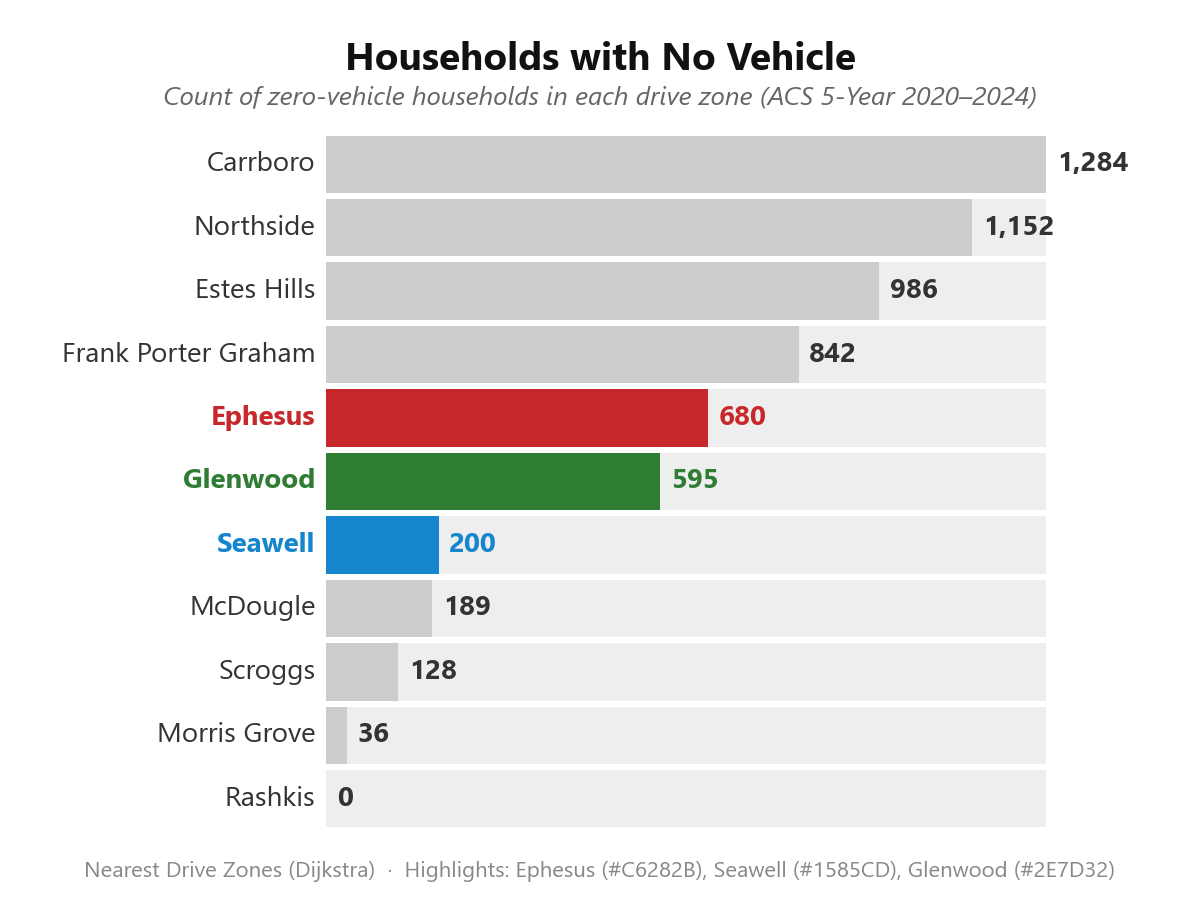 Households with No Vehicle
Count of zero-vehicle households in each drive zone (ACS 5-Year 2020–2024)
Carrboro 1,284
Northside 1,152
Estes Hills 986
Frank Porter Graham 842
Ephesus 680
Glenwood 595
Seawell 200
McDougle 189
Scroggs 128
Morris Grove 36
Rashkis 0
Nearest Drive Zones (Dijkstra) · Highlights: Ephesus (#C6282B), Seawell (#1585CD), Glenwood (#2E7D32)